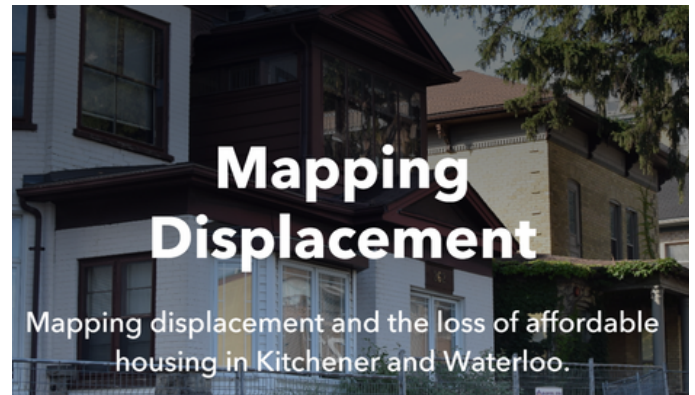 Mapping
Displacement
Mapping displacement and the loss of affordable
housing in Kitchener and Waterloo.